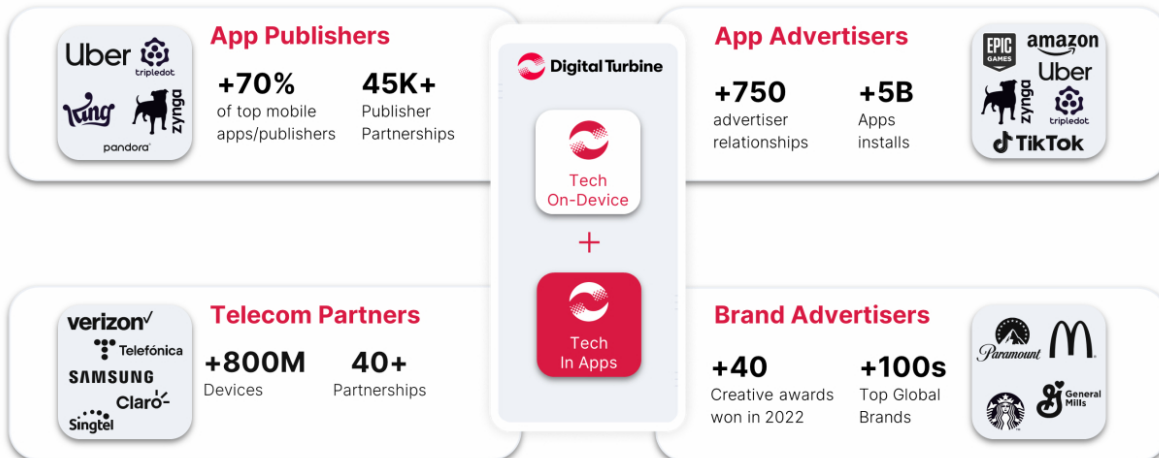 App Publishers
Uber
tripledot
King
zynga
pandora
+70%
of top mobile
apps/publishers
45K+
Publisher
Partnerships
Digital Turbine
Tech
On-Device
+
Tech
In Apps
App Advertisers
+750
advertiser
relationships
+5B
Apps
installs
EPIC
GAMES
amazon
Uber
zynga
tripledot
TikTok
Telecom Partners
verizon
Telefónica
SAMSUNG
Claro
Singtel
+800M
Devices
40+
Partnerships
Brand Advertisers
+40
Creative awards
won in 2022
+100s
Top Global
Brands
Paramount
M
General
Mills